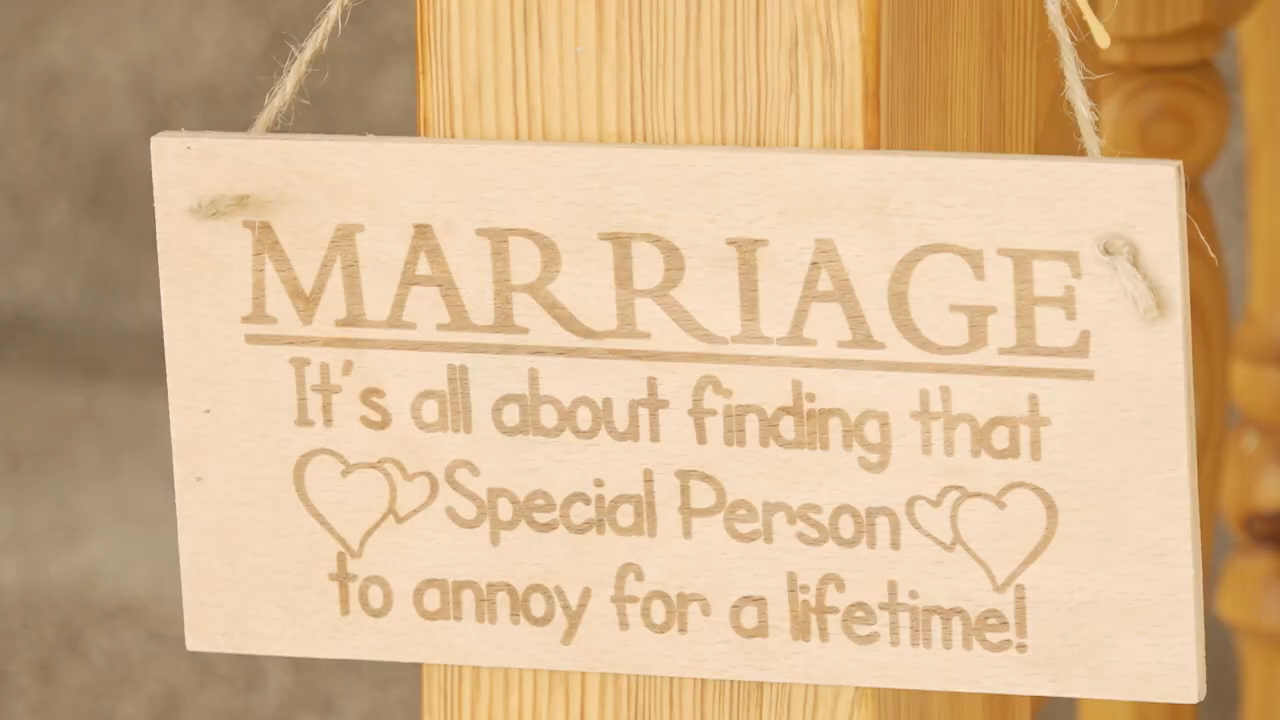 MARRIAGE
It's all about finding that
Special Person
to annoy for a lifetime!